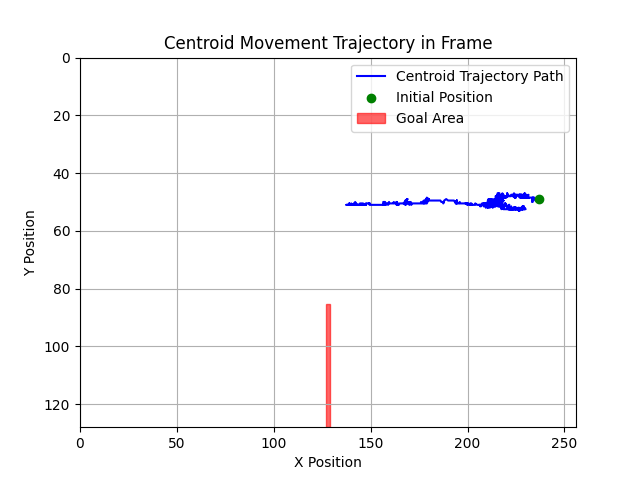 Centroid Movement Trajectory in Frame
Centroid Trajectory Path
Initial Position
Goal Area
Y Position
0
20
40
60
80
100
120
0 50 100 150 200 250
X Position